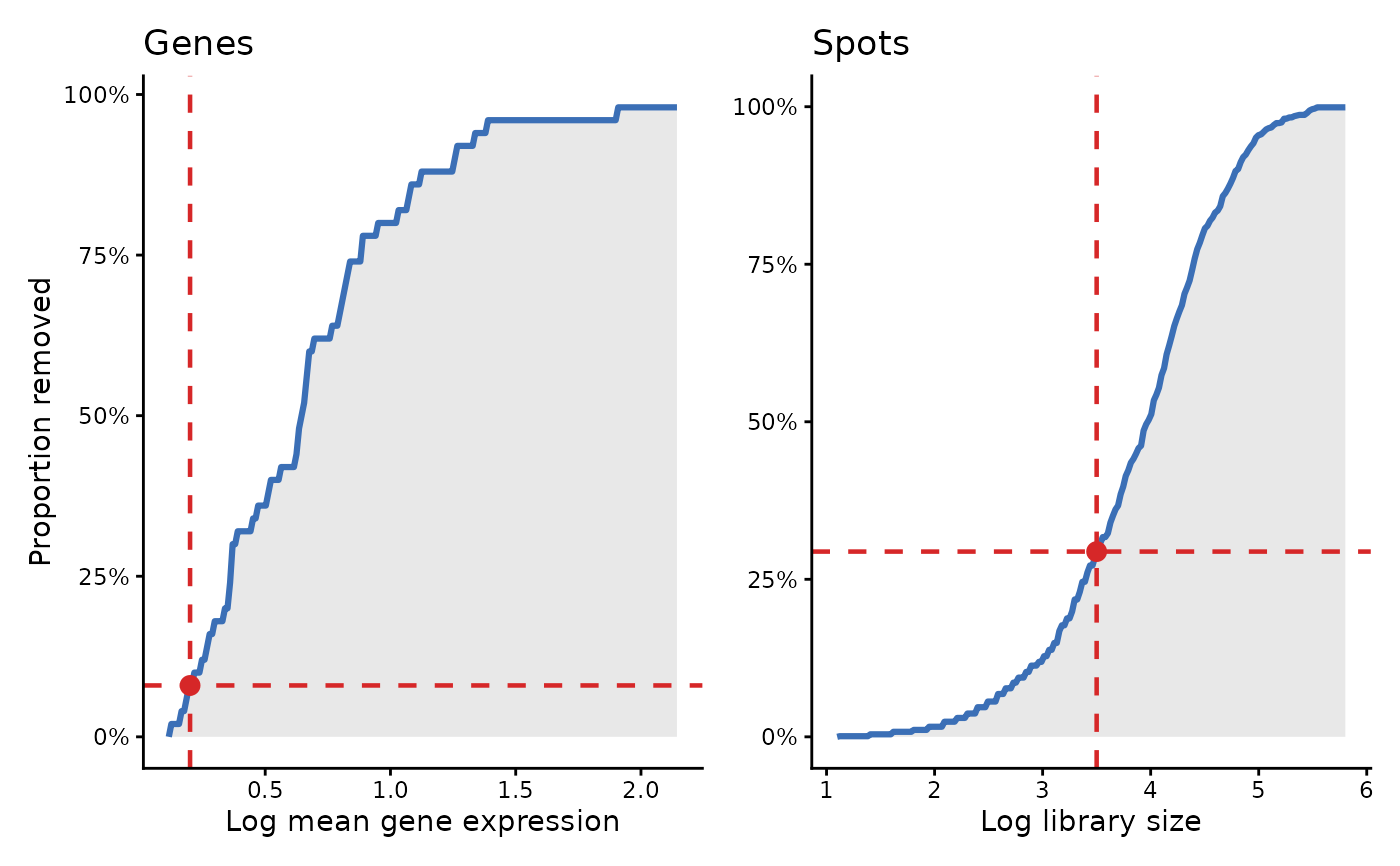 Genes
Proportion removed
100%
75%
50%
25%
0%
0.5 1.0 1.5 2.0
Log mean gene expression
Spots
100%
75%
50%
25%
0%
1 2 3 4 5 6
Log library size